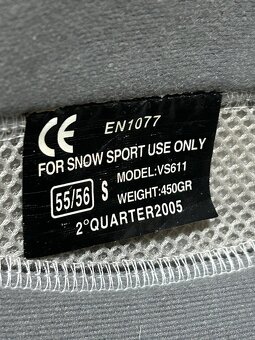 CE EN1077
FOR SNOW SPORT USE ONLY
55/56 S MODEL:VS611
WEIGHT:450GR
2°QUARTER2005